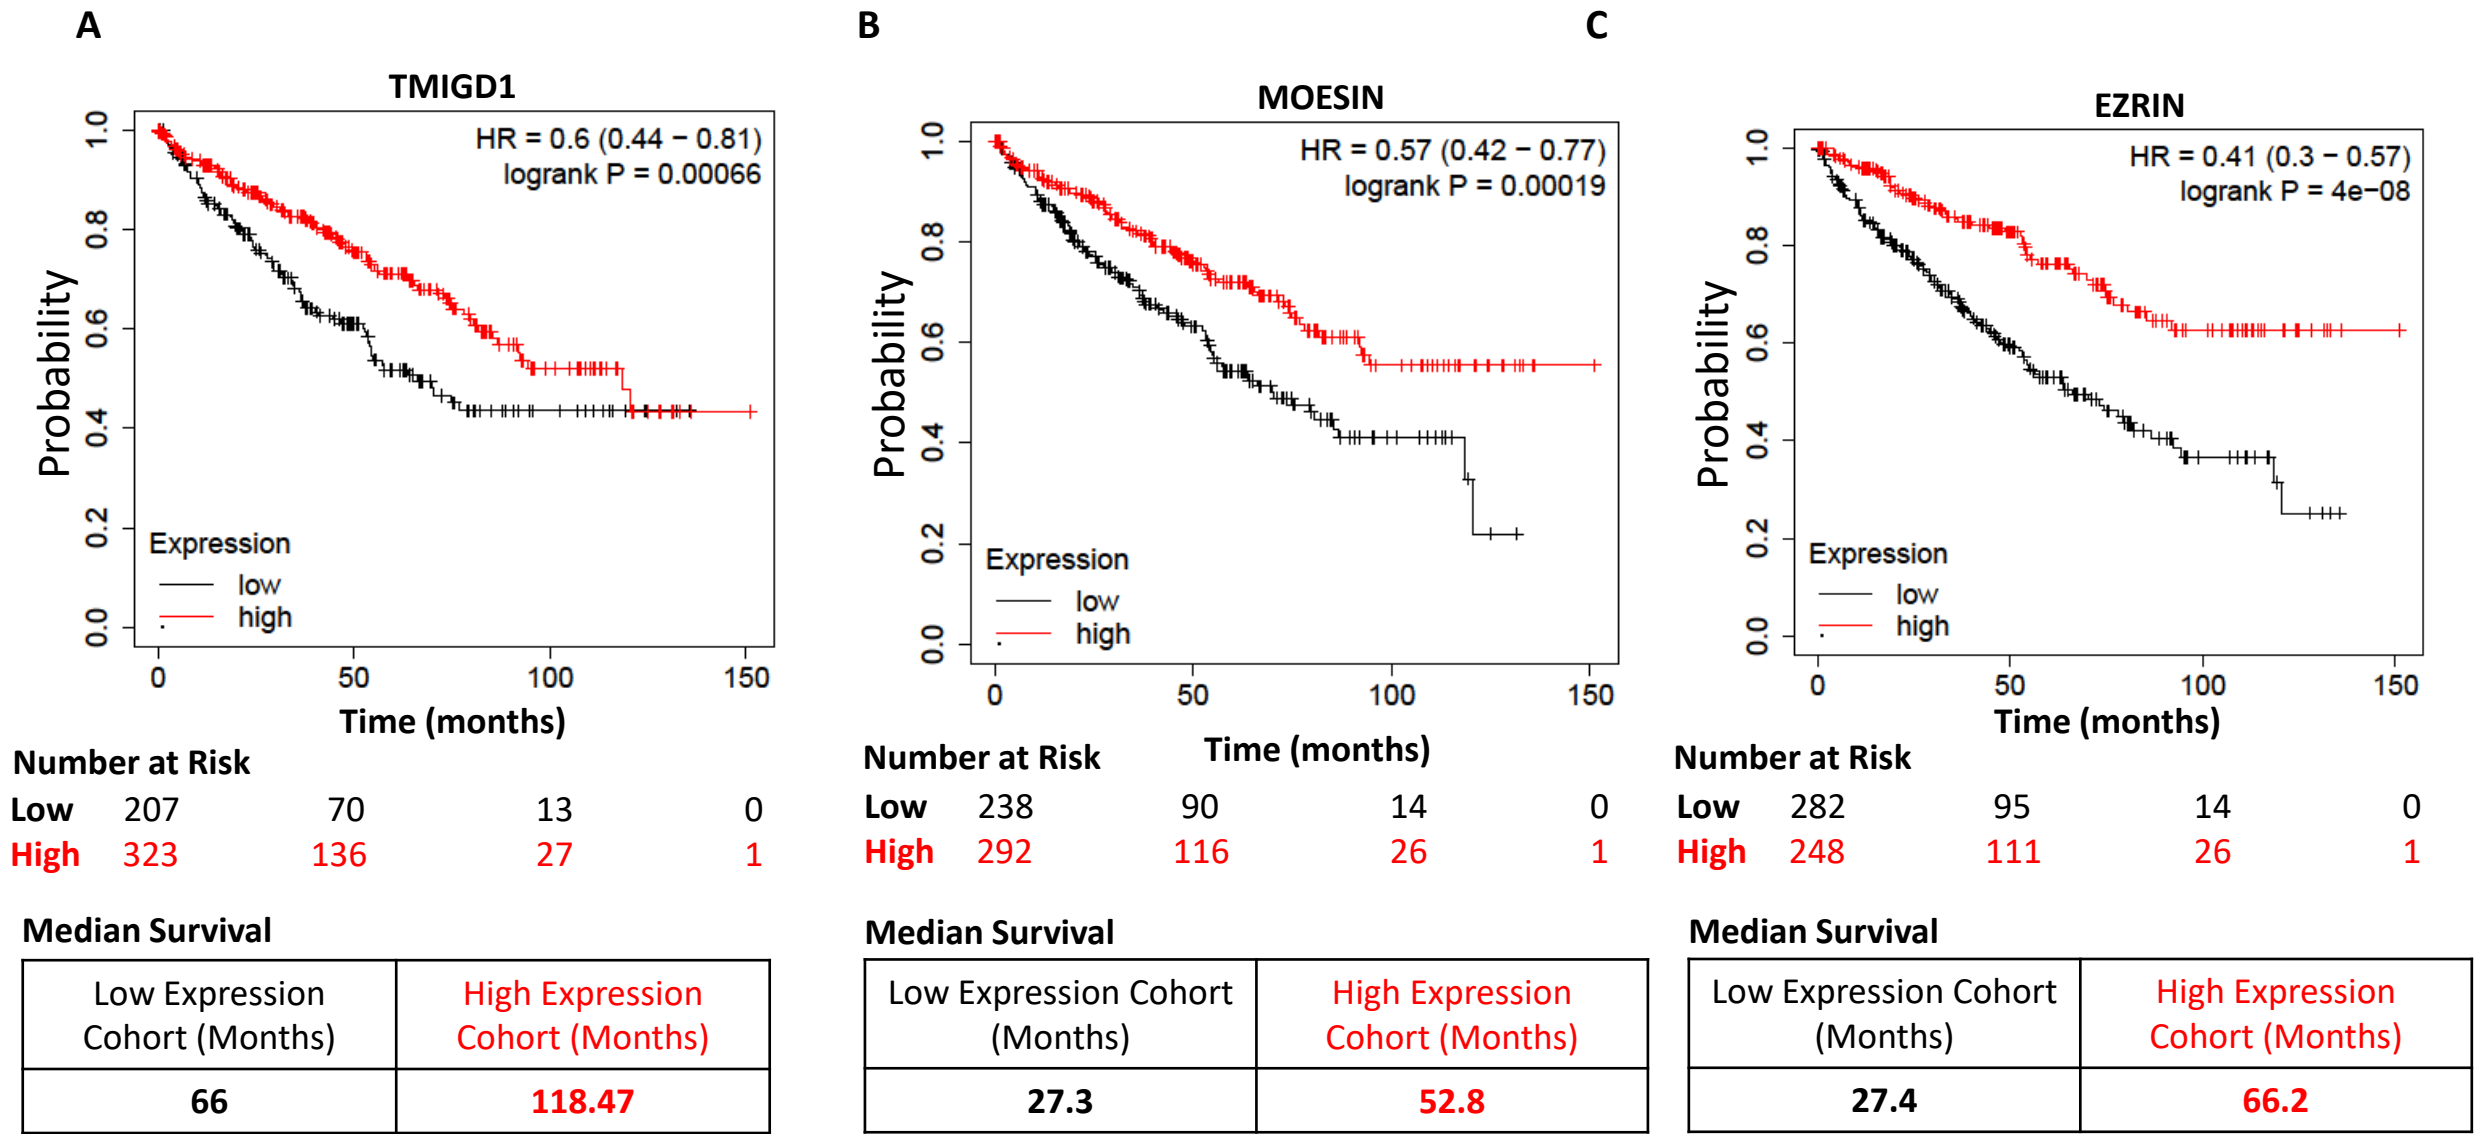 A
TMIGD1
HR = 0.6 (0.44 − 0.81)
logrank P = 0.00066
Probability
1.0
0.8
0.6
0.4
0.2
0.0
Expression
low
high
0 50 100 150
Time (months)
Number at Risk
Low 207 70 13 0
High 323 136 27 1
Median Survival
Low Expression
Cohort (Months)
High Expression
Cohort (Months)
66
118.47
B
MOESIN
HR = 0.57 (0.42 − 0.77)
logrank P = 0.00019
Probability
1.0
0.8
0.6
0.4
0.2
0.0
Expression
low
high
0 50 100 150
Time (months)
Number at Risk
Low 238 90 14 0
High 292 116 26 1
Median Survival
Low Expression Cohort
(Months)
High Expression
Cohort (Months)
27.3
52.8
C
EZRIN
HR = 0.41 (0.3 − 0.57)
logrank P = 4e−08
Probability
1.0
0.8
0.6
0.4
0.2
0.0
Expression
low
high
0 50 100 150
Time (months)
Number at Risk
Low 282 95 14 0
High 248 111 26 1
Median Survival
Low Expression Cohort
(Months)
High Expression
Cohort (Months)
27.4
66.2